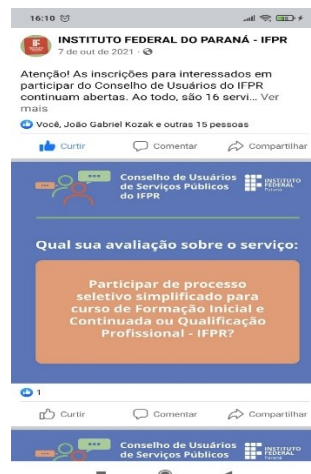 16:10
INSTITUTO FEDERAL DO PARANÁ - IFPR
7 de out de 2021 ·
Atenção! As inscrições para interessados em
participar do Conselho de Usuários do IFPR
continuam abertas. Ao todo, são 16 servi... Ver
mais
Você, João Gabriel Kozak e outras 15 pessoas
Curtir Comentar Compartilhar
Conselho de Usuários
de Serviços Públicos
do IFPR
INSTITUTO
FEDERAL
Paraná
Qual sua avaliação sobre o serviço:
Participar de processo
seletivo simplificado para
curso de Formação Inicial e
Continuada ou Qualificação
Profissional - IFPR?
1
Curtir Comentar Compartilhar
Conselho de Usuários
de Serviços Públicos
INSTITUTO
FEDERAL